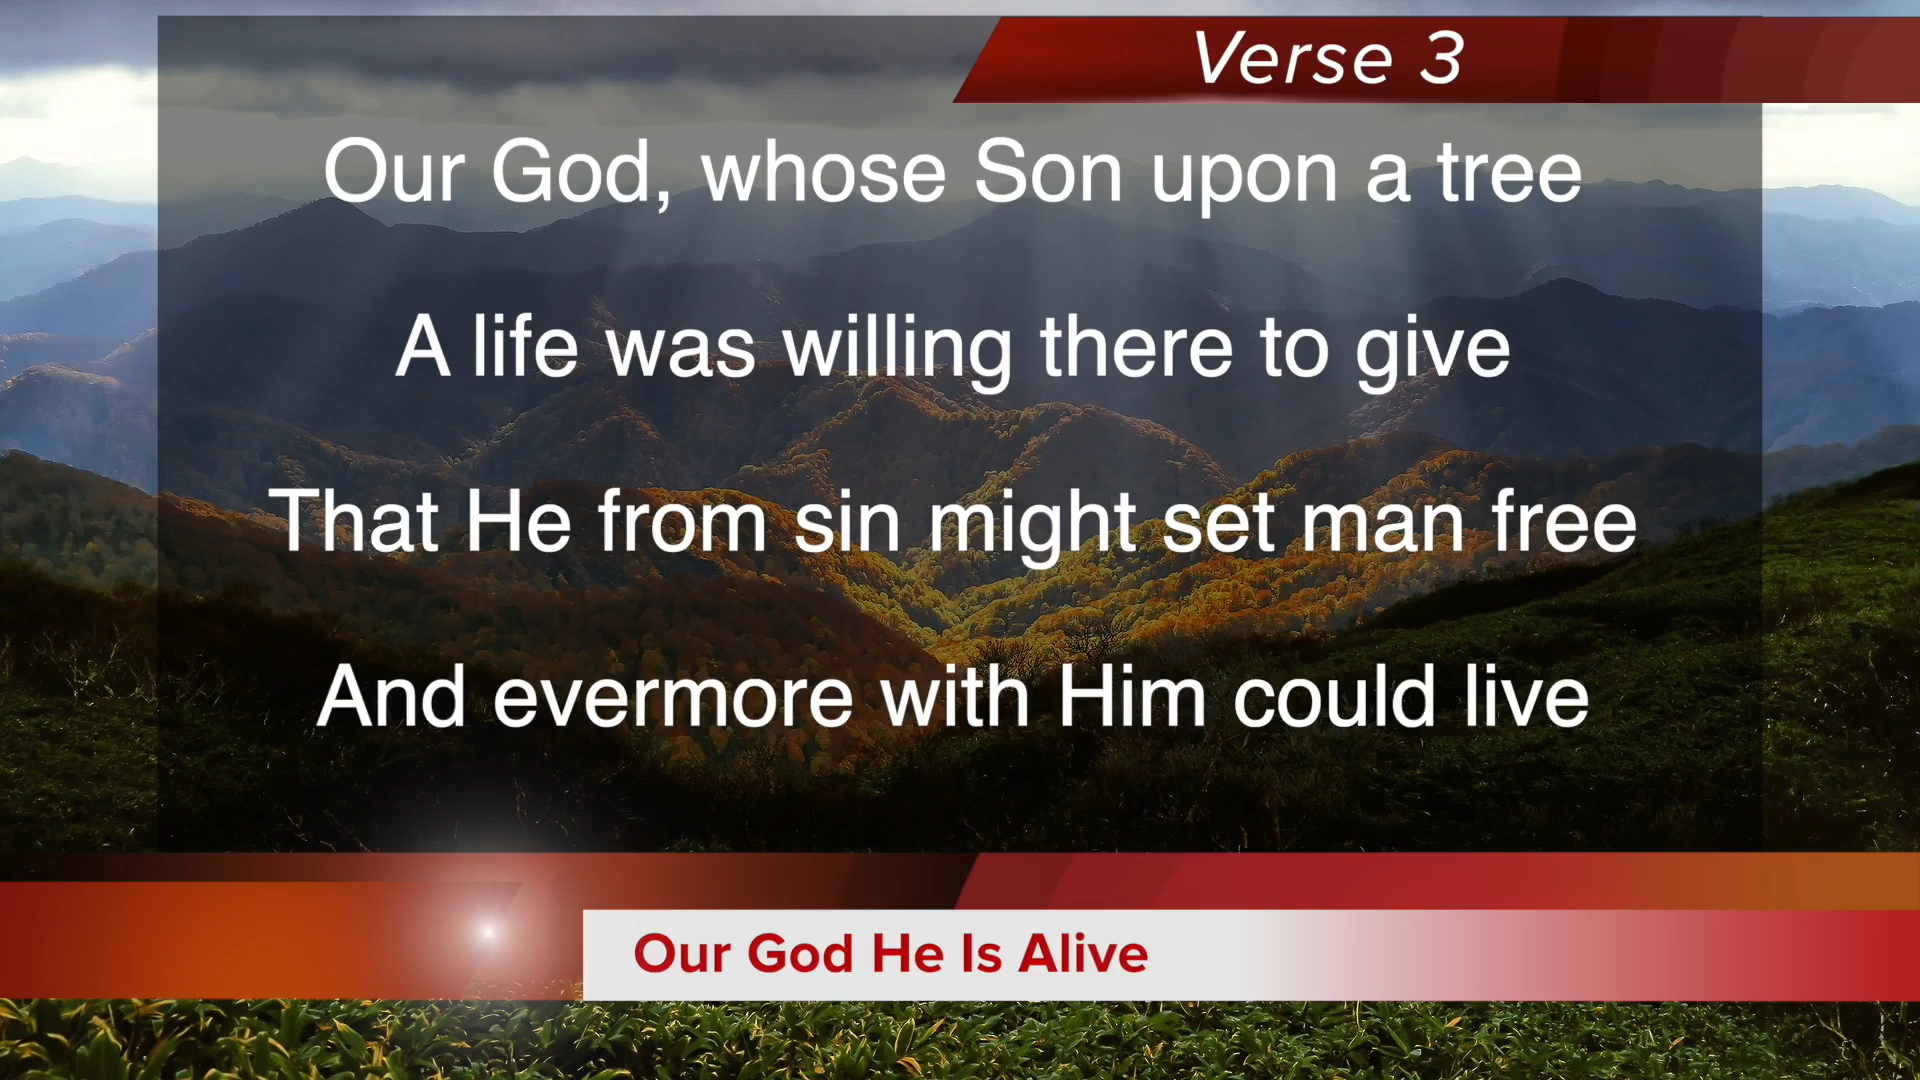 Verse 3
Our God, whose Son upon a tree
A life was willing there to give
That He from sin might set man free
And evermore with Him could live
Our God He Is Alive